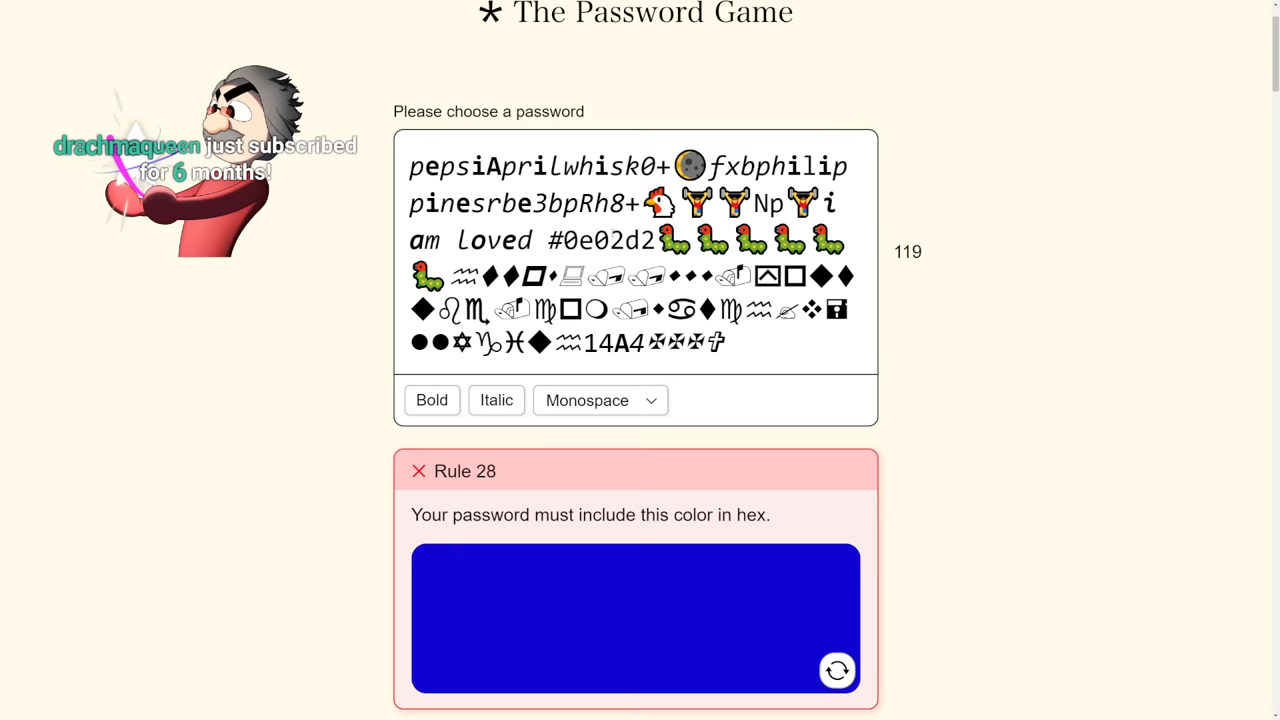 * The Password Game
drachmaqueen just subscribed
for 6 months!
Please choose a password
pepsiAprilwhisk0+🌘fxbphilip
pinesrbe3bpRh8+🐔🏋️🏋️Np🏋️i
am loved #0e02d2🐛🐛🐛🐛🐛
🐛
14A4
119
Bold
Italic
Monospace
Rule 28
Your password must include this color in hex.